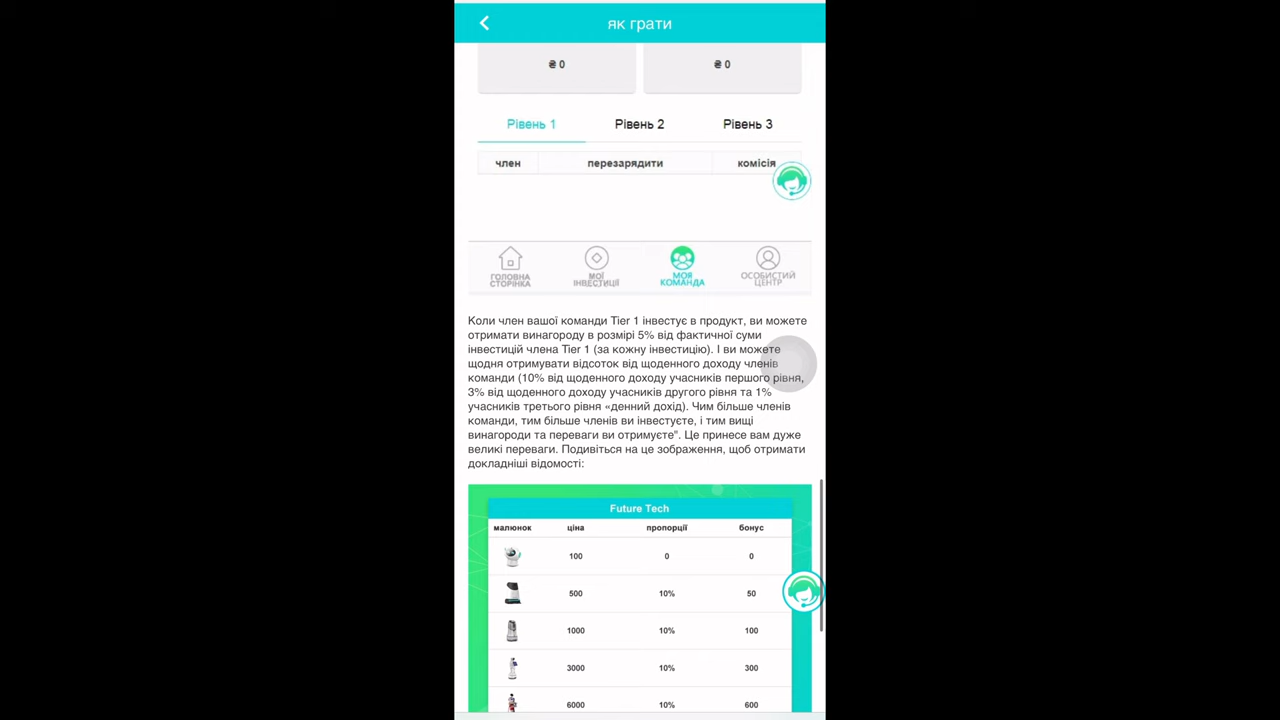 як грати
₴ 0 ₴ 0
Рівень 1 Рівень 2 Рівень 3
член перезарядити комісія
ГОЛОВНА СТОРІНКА МОЇ ІНВЕСТИЦІЇ МОЯ КОМАНДА ОСОБИСТИЙ ЦЕНТР
Коли член вашої команди Tier 1 інвестує в продукт, ви можете
отримати винагороду в розмірі 5% від фактичної суми
інвестицій члена Tier 1 (за кожну інвестицію). І ви можете
щодня отримувати відсоток від щоденного доходу членів
команди (10% від щоденного доходу учасників першого рівня,
3% від щоденного доходу учасників другого рівня та 1%
учасників третього рівня «денний дохід). Чим більше членів
команди, тим більше членів ви інвестуєте, і тим вищі
винагороди та переваги ви отримуєте". Це принесе вам дуже
великі переваги. Подивіться на це зображення, щоб отримати
докладніші відомості:
Future Tech
малюнок ціна пропорції бонус
100 0 0
500 10% 50
1000 10% 100
3000 10% 300
6000 10% 600